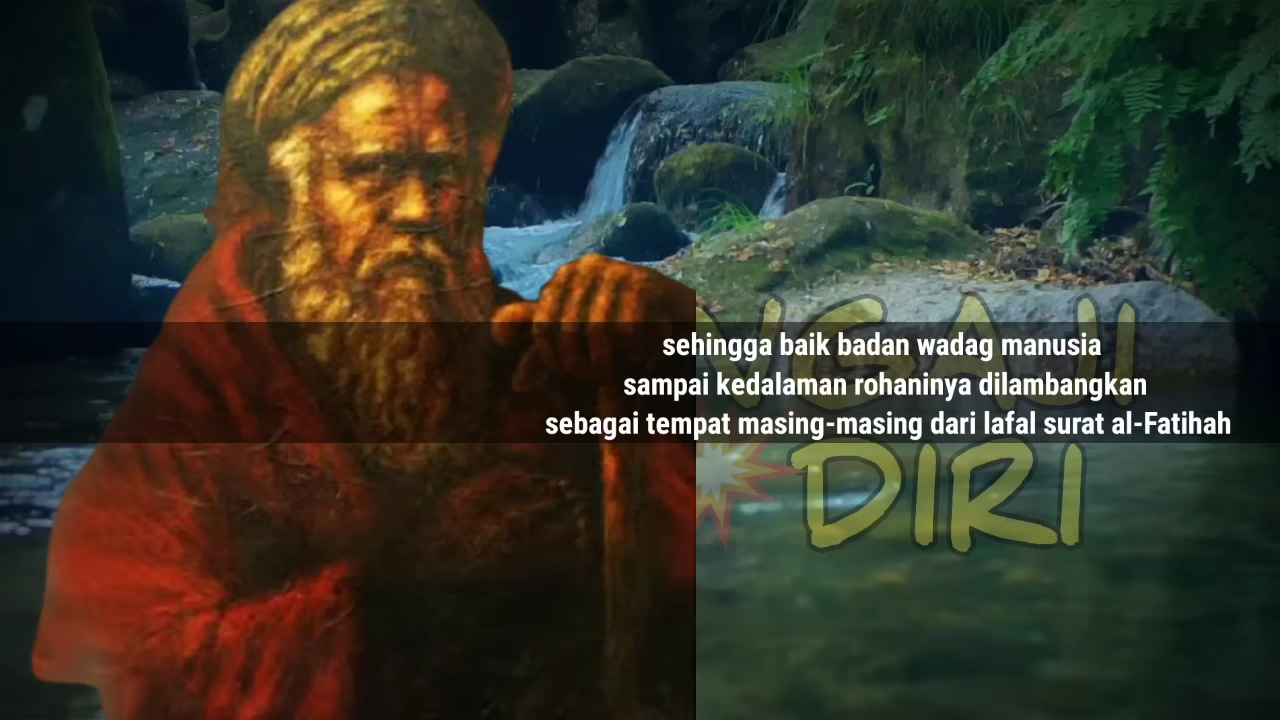 NGAJI
DIRI
sehingga baik badan wadag manusia
sampai kedalaman rohaninya dilambangkan
sebagai tempat masing-masing dari lafal surat al-Fatihah